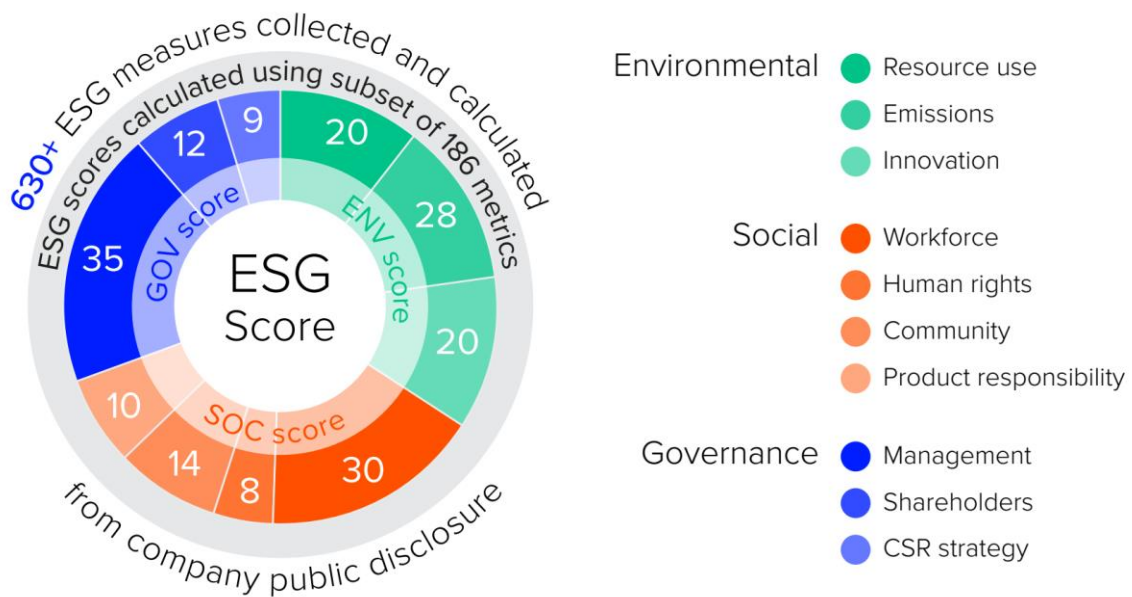 630+ ESG measures collected and calculated
ESG scores calculated using subset of 186 metrics
from company public disclosure
9
12
35
20
28
20
30
8
14
10
GOV score
ENV score
SOC score
ESG
Score
Environmental
Resource use
Emissions
Innovation
Social
Workforce
Human rights
Community
Product responsibility
Governance
Management
Shareholders
CSR strategy